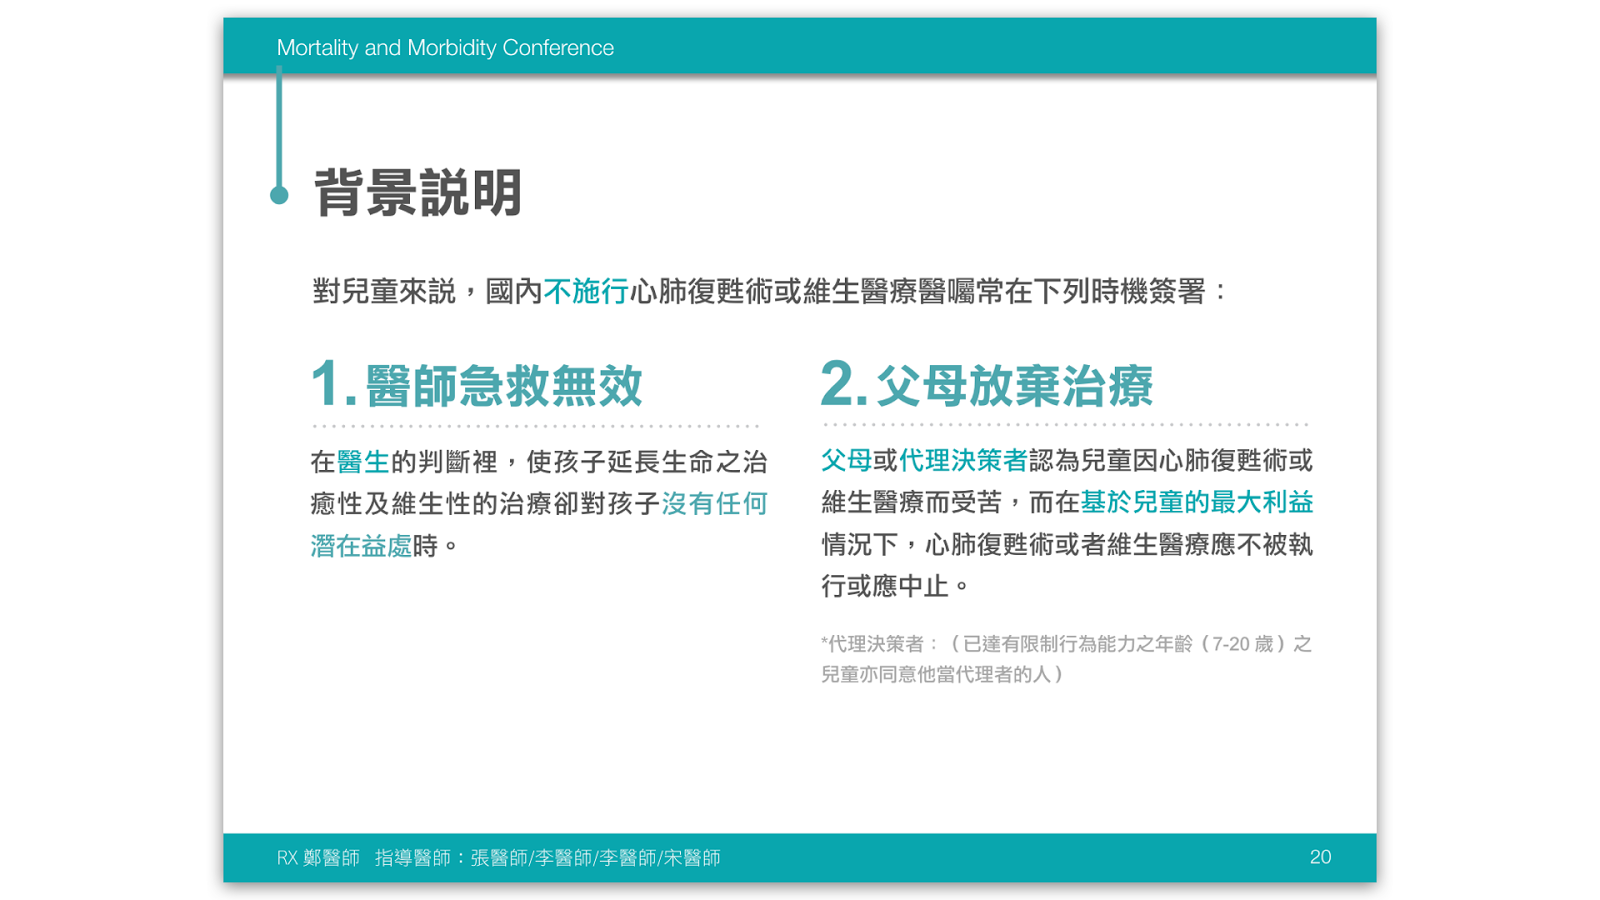 Mortality and Morbidity Conference
背景説明
對兒童來説，國內不施行心肺復甦術或維生醫療醫囑常在下列時機簽署：
1.醫師急救無效
在醫生的判斷裡，使孩子延長生命之治
癒性及維生性的治療卻對孩子沒有任何
潛在益處時。
2.父母放棄治療
父母或代理決策者認為兒童因心肺復甦術或
維生醫療而受苦，而在基於兒童的最大利益
情況下，心肺復甦術或者維生醫療應不被執
行或應中止。
*代理決策者：（已達有限制行為能力之年齡（7-20 歲）之
兒童亦同意他當代理者的人）
RX 鄭醫師 指導醫師：張醫師/李醫師/李醫師/宋醫師
20